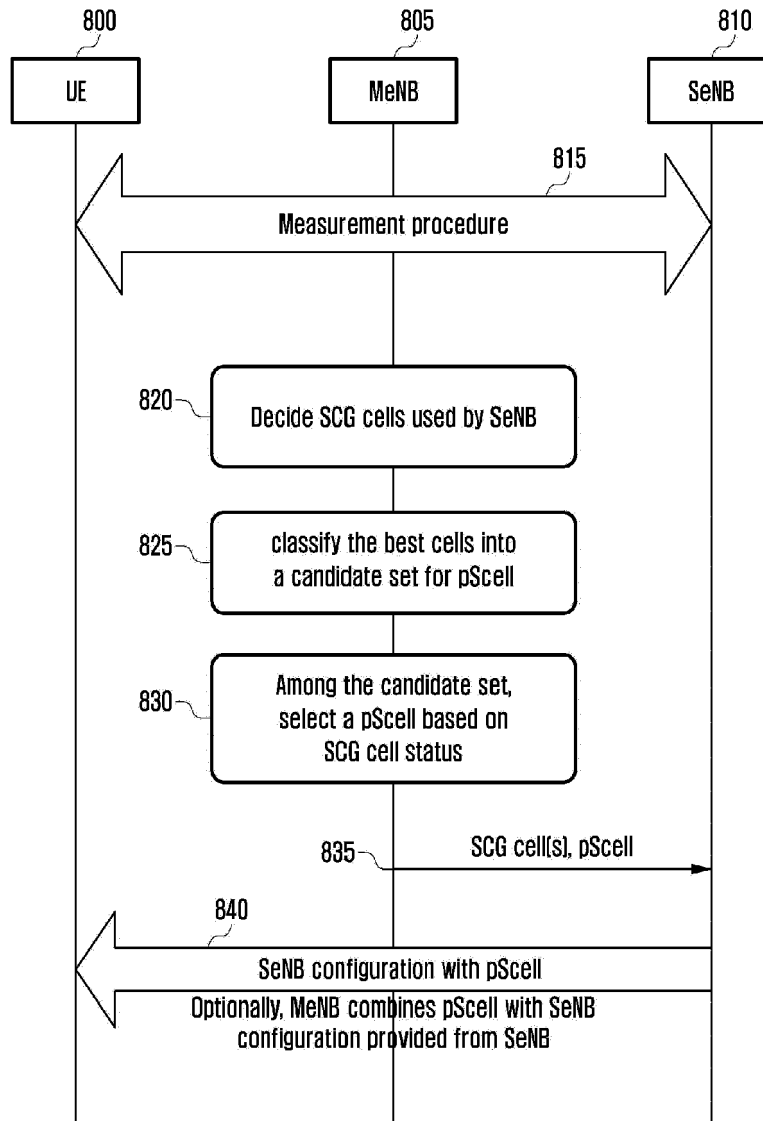 800
805
810
UE
MeNB
SeNB
815
Measurement procedure
820
Decide SCG cells used by SeNB
825
classify the best cells into
a candidate set for pScell
830
Among the candidate set,
select a pScell based on
SCG cell status
835
SCG cell(s), pScell
840
SeNB configuration with pScell
Optionally, MeNB combines pScell with SeNB
configuration provided from SeNB